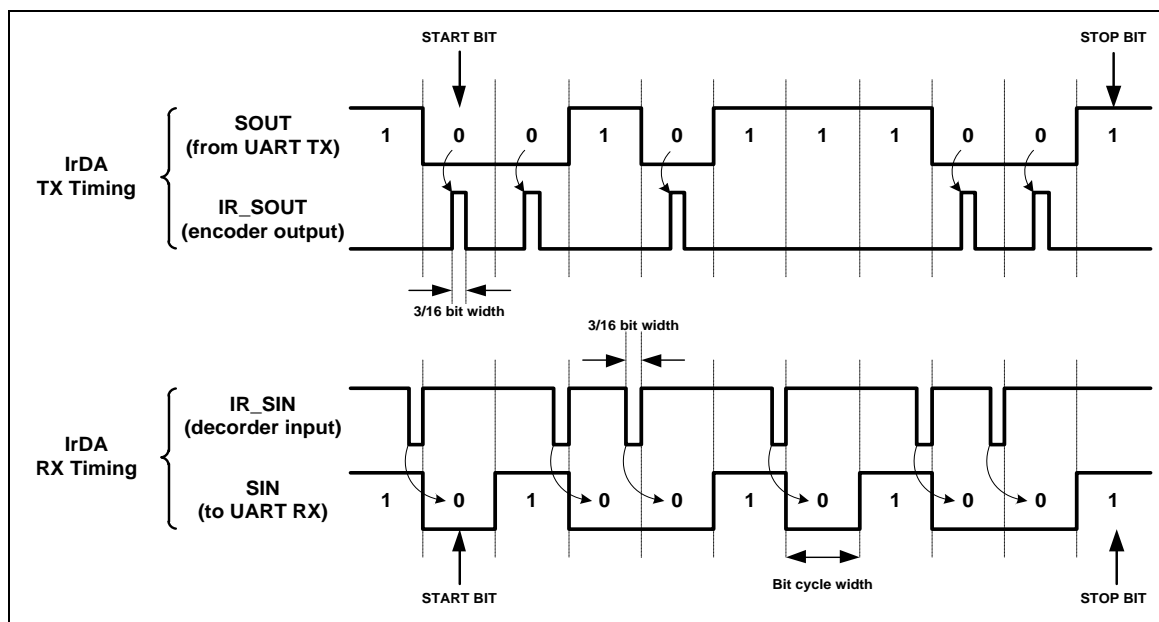 START BIT
STOP BIT
IrDA
TX Timing
SOUT
(from UART TX)
1 0 0 1 0 1 1 1 0 0 1
IR_SOUT
(encoder output)
3/16 bit width
3/16 bit width
IrDA
RX Timing
IR_SIN
(decorder input)
SIN
(to UART RX)
1 0 1 0 0 1 0 1 0 0 1
START BIT
Bit cycle width
STOP BIT